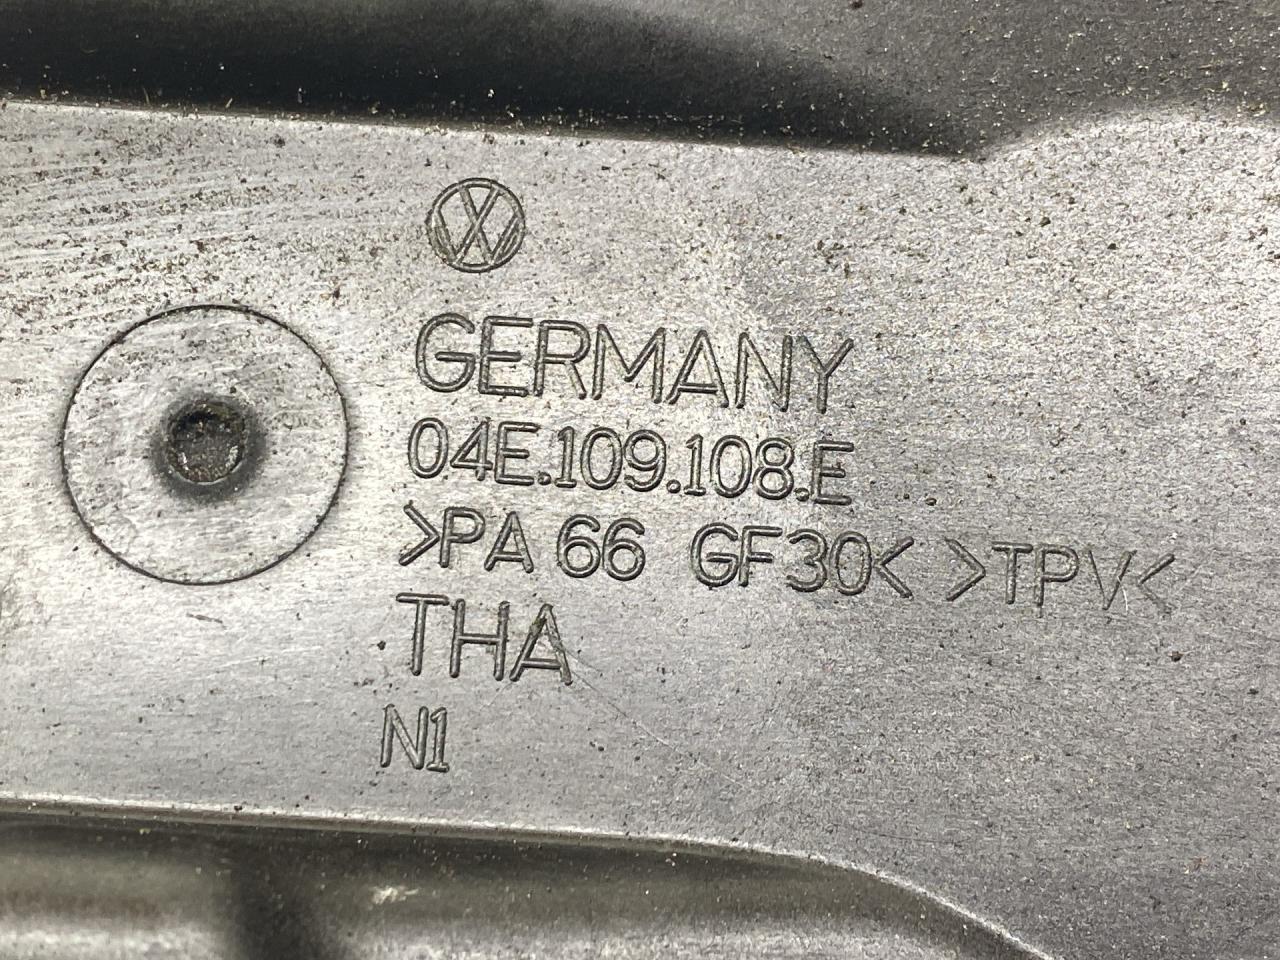 GERMANY
04E.109.108.E
>PA 66 GF30< >TPV<
THA
N1